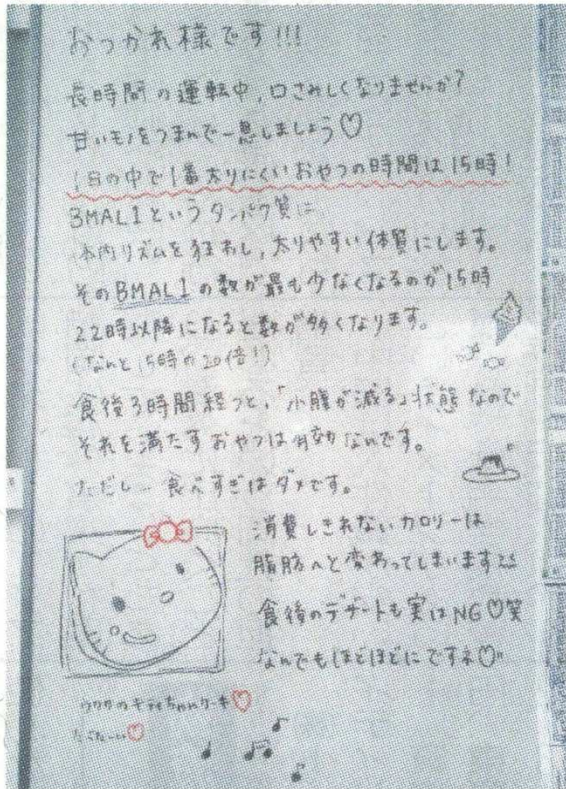 おつかれ様です!!!
長時間の運転中,口さみしくなりませんか?
甘いモノをつまんで一息しましょう♡
1日の中で1番太りにくいおやつの時間は15時!
BMAL1というタンパク質は
体内リズムを狂わし,太りやすい体質にします。
そのBMAL1の数が最も少なくなるのが15時
22時以降になると数が多くなります。
(なんと15時の20倍!)
食後3時間経つと、「小腹が減る」状態なので
それを満たすおやつは有効なんです。
ただし… 食べすぎはダメです。
消費しきれないカロリーは
脂肪へと変わってしまいます
食後のデザートも実はNG♡笑
なんでもほどほどにですネ♡"
ウワサのキティちゃんケーキ♡